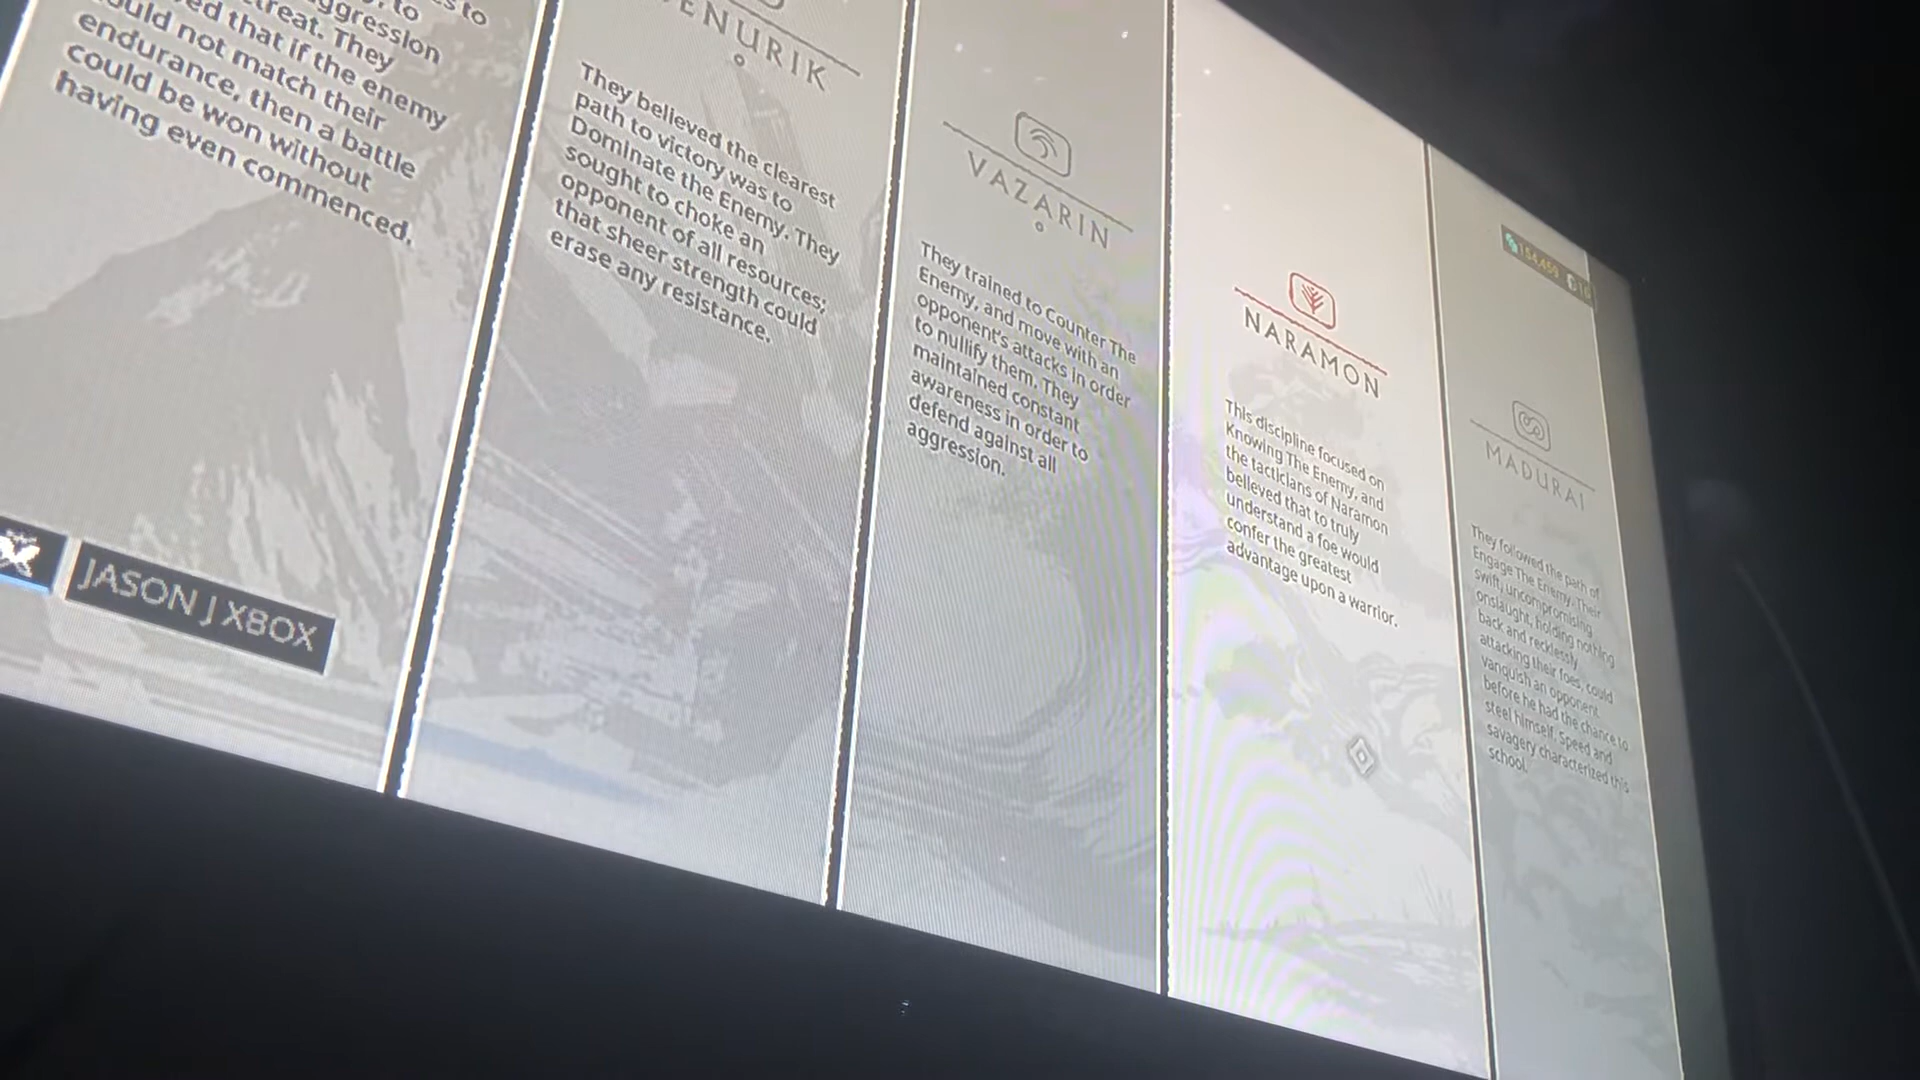 s to
to
aggression
treat. They
ed that if the enemy
ould not match their
endurance, then a battle
could be won without
having even commenced.
JASON J XBOX
ENURIK
They believed the clearest
path to victory was to
Dominate the Enemy. They
sought to choke an
opponent of all resources;
that sheer strength could
erase any resistance.
VAZARIN
They trained to Counter The
Enemy, and move with an
opponent's attacks in order
to nullify them. They
maintained constant
awareness in order to
defend against all
aggression.
NARAMON
This discipline focused on
Knowing The Enemy, and
the tacticians of Naramon
believed that to truly
understand a foe would
confer the greatest
advantage upon a warrior.
154,459
MADURAI
They followed the path of
Engage The Enemy. Their
swift, uncompromising
onslaught, holding nothing
back and recklessly
attacking their foes, could
vanquish an opponent
before he had the chance to
steel himself. Speed and
savagery characterized this
school.